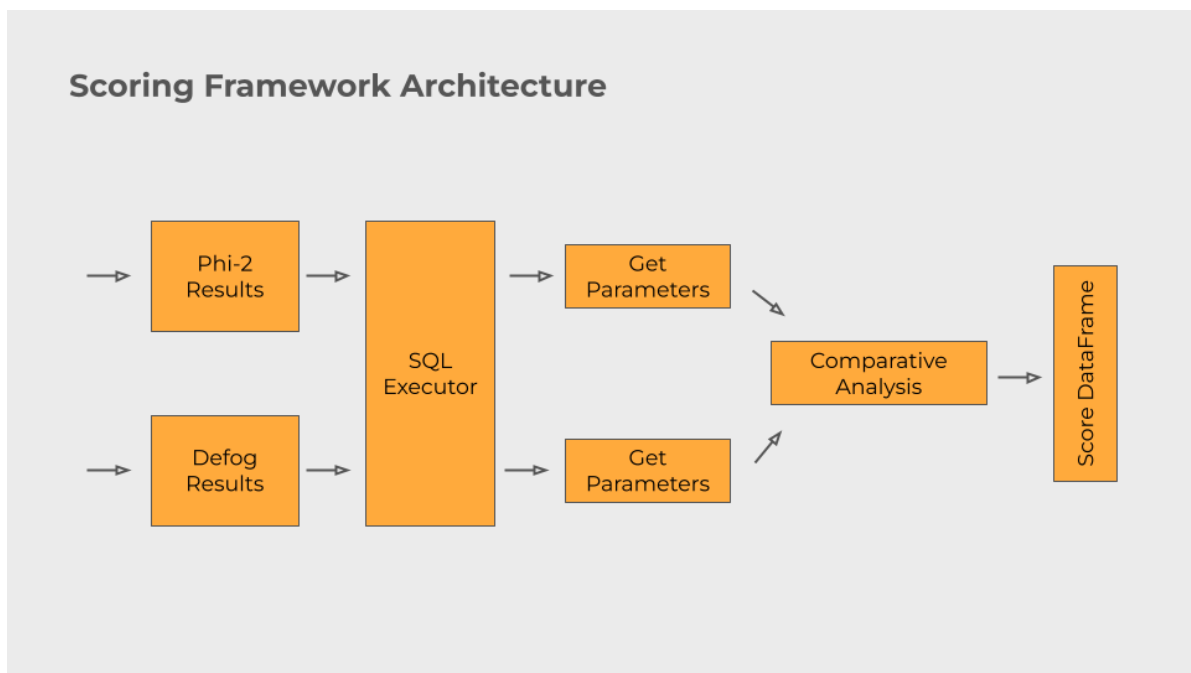 Scoring Framework Architecture
Phi-2
Results
Defog
Results
SQL
Executor
Get
Parameters
Get
Parameters
Comparative
Analysis
Score DataFrame